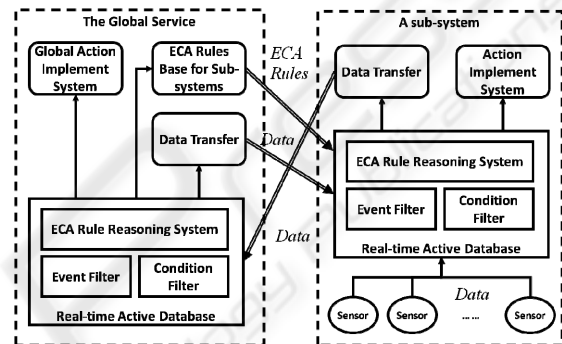 The Global Service
Global Action
Implement
System
ECA Rules
Base for Sub-
systems
Data Transfer
ECA Rule Reasoning System
Event Filter
Condition
Filter
Real-time Active Database
ECA
Rules
Data
Data
A sub-system
Data Transfer
Action
Implement
System
ECA Rule Reasoning System
Event Filter
Condition
Filter
Real-time Active Database
Data
Sensor
Sensor
... ...
Sensor